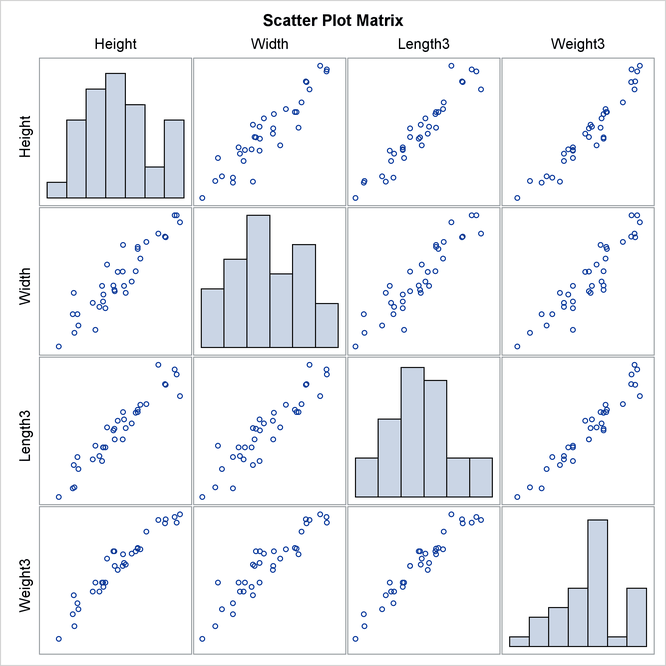 Scatter Plot Matrix
Height Width Length3 Weight3
Height
Width
Length3
Weight3